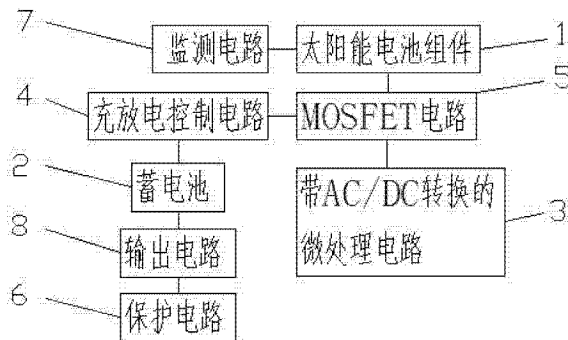 7
监测电路
太阳能电池组件
1
4
充放电控制电路
MOSFET电路
5
2
蓄电池
带AC/DC转换的
微处理电路
3
8
输出电路
6
保护电路